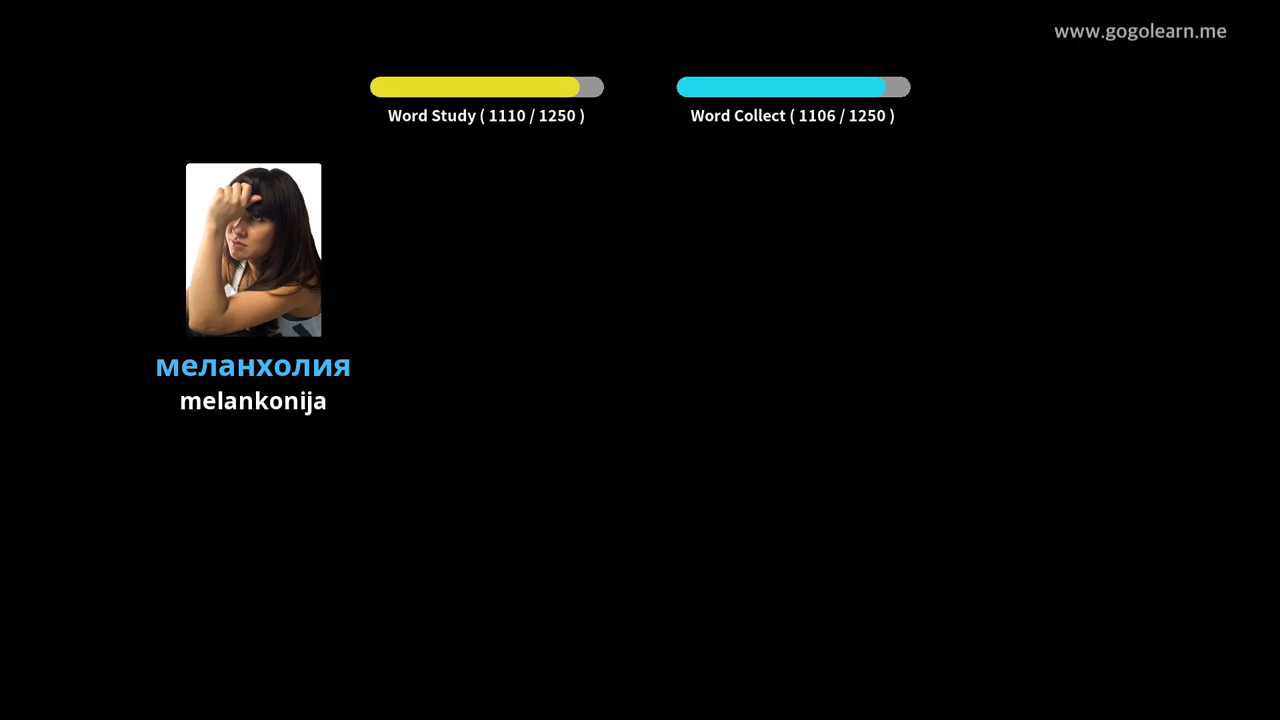 www.gogolearn.me
Word Study ( 1110 / 1250 )
Word Collect ( 1106 / 1250 )
меланхолия
melankonija